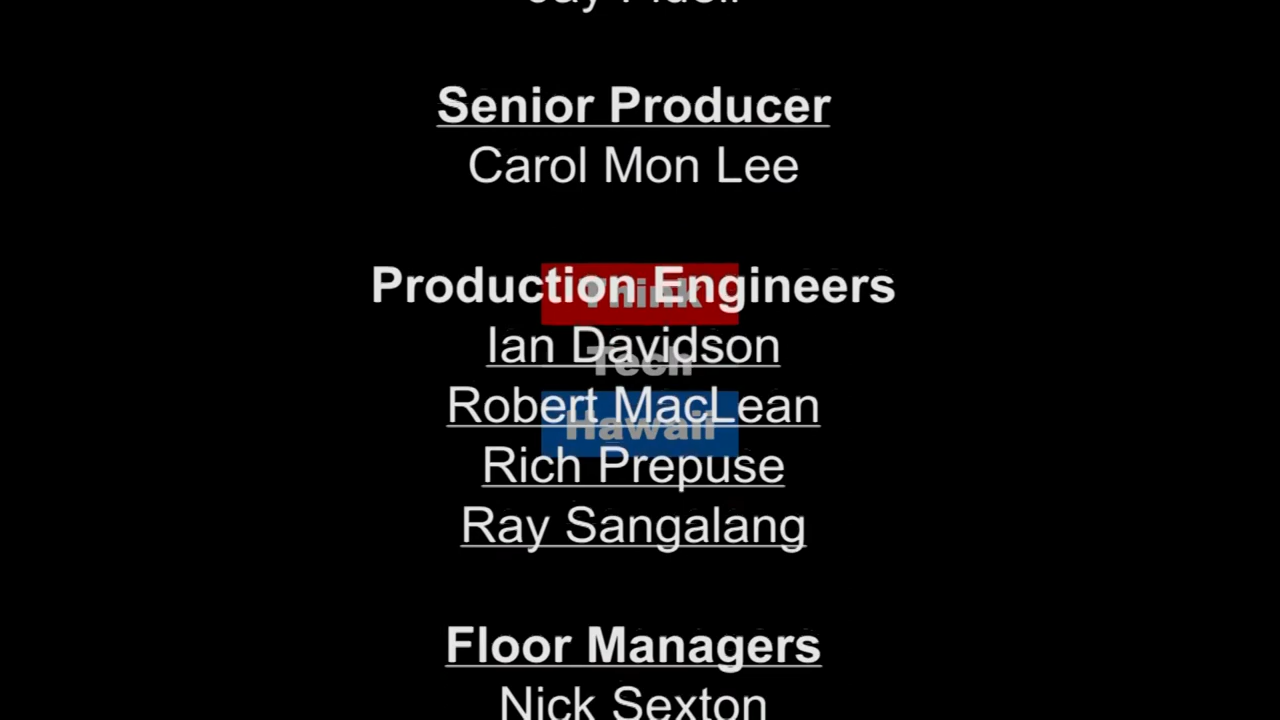 Senior Producer
Carol Mon Lee
Production Engineers
Think
Ian Davidson
Tech
Robert MacLean
Hawaii
Rich Prepuse
Ray Sangalang
Floor Managers
Nick Sexton